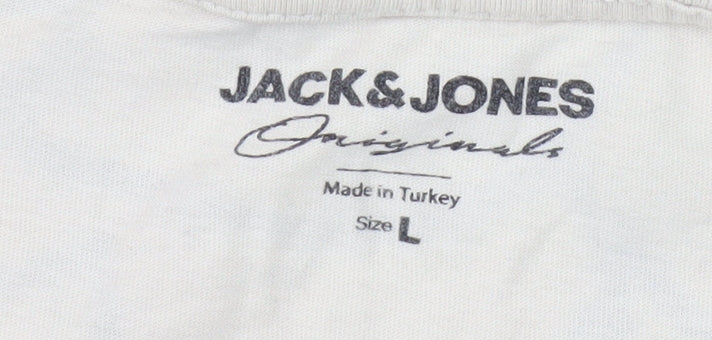 JACK&JONES
Originals
Made in Turkey
Size L